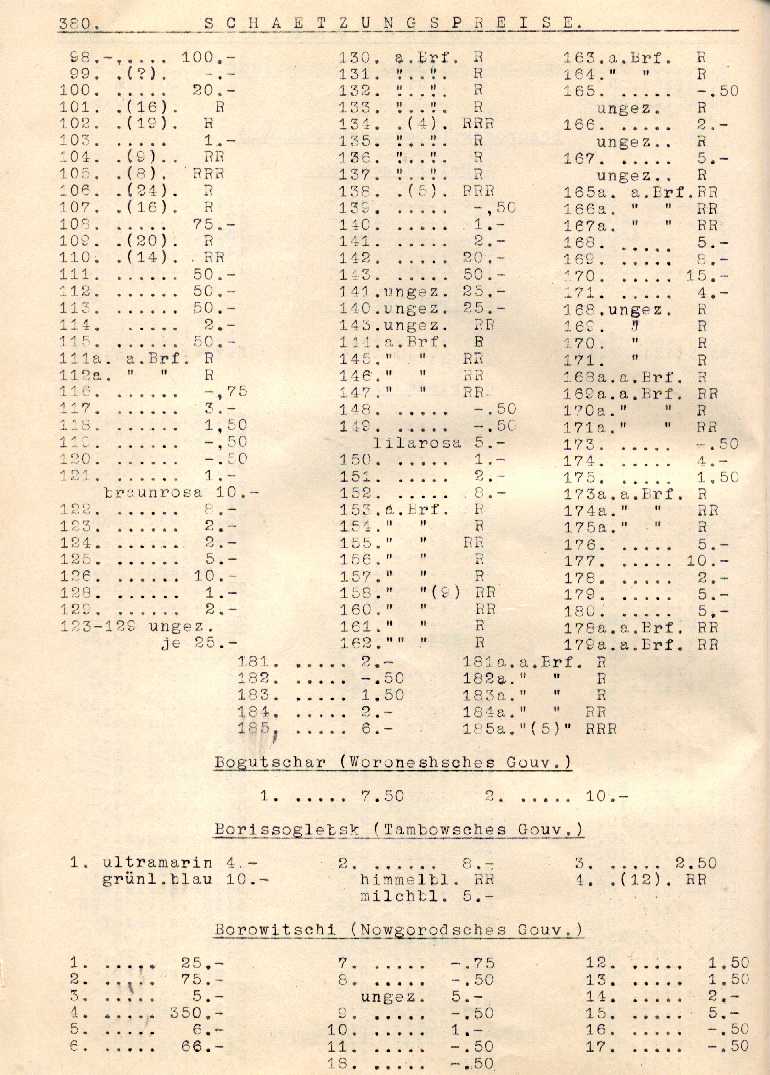 380. S C H A E T Z U N G S P R E I S E.
98.-,..... 100.-
99. .(?). -.-
100. ..... 20.-
101. .(16). R
102. .(19). R
103. ..... 1.-
104. .(9).. RR
105. .(8). RRR
106. .(24). R
107. .(16). R
108. ..... 75.-
109. .(20). R
110. .(14). .RR
111. ...... 50.-
112. ...... 50.-
113. ...... 50.-
114. ...... 2.-
115. ...... 50.-
111a. a.Brf. R
112a. " " R
116. ...... -,75
117. ...... 3.-
118. ...... 1,50
119. ...... -,50
120. ...... -.50
121. ...... 1.-
braunrosa 10.-
122. ...... 8.-
123. ...... 2.-
124. ...... 2.-
125. ...... 5.-
126. ...... 10.-
128. ...... 1.-
129. ...... 2.-
123-129 ungez.
je 25.-
130. a.Brf. R
131. "..". R
132. "..". R
133. "..". R
134. .(4). RRR
135. "..". R
136. "..". R
137. "..". R
138. .(5). RRR
139. ..... -,50
140. ..... 1.-
141. ..... 2.-
142. ..... 20.-
143. ..... 50.-
141.ungez. 25.-
140.ungez. 25.-
143.ungez. RR
144.a.Brf. R
145." " RR
146." " RR
147." " RR.
148. ..... -.50
149. ..... -.50
lilarosa 5.-
150. ..... 1.-
151. ..... 2.-
152. ..... 8.-
153.a.Brf. R
154." " R
155." " RR
156." " R
157." " R
158." "(9) RR
160." " RR
161." " R
162."" " R
163.a.Brf. R
164." " R
165. ..... -.50
ungez. R
166. ..... 2.-
ungez.. R
167. ..... 5.-
ungez.. R
165a. a.Brf.RR
166a. " " RR
167a. " " RR
168. ..... 5.-
169. ..... 8.-
170. ..... 15.-
171. ..... 4.-
168.ungez. R
169. " R
170. " R
171. " R
168a.a.Brf. R
169a.a.Brf. RR
170a." " R
171a." " RR
173. ..... -.50
174. ..... 4.-
175. ..... 1,50
173a.a.Brf. R
174a." " RR
175a." " R
176. ..... 5.-
177. ..... 10.-
178. ..... 2.-
179. ..... 5.-
180. ..... 5,-
178a.a.Brf. RR
179a.a.Brf. RR
181. ..... 2.- 181a.a.Brf. R
182. ..... -.50 182a." " R
183. ..... 1,50 183a." " R
184. ..... 2.- 184a." " RR
185, ..... 6.- 185a."(5)" RRR
Bogutschar (Woroneshsches Gouv.)
1. ..... 7.50 2. ..... 10.-
Borissoglebsk (Tambowsches Gouv.)
1. ultramarin 4.- 2. ...... 8.- 3. ..... 2.50
grünl.blau 10.- himmelbl. RR 4. .(12). RR
milchbl. 5.-
Borowitschi (Nowgorodsches Gouv.)
1. ..... 25.- 7. ...... -.75 12. ..... 1.50
2. ..... 75.- 8. ...... -.50 13. ..... 1.50
3. ..... 5.- ungez. 5.- 14. ..... 2.-
4. ..... 350.- 9. ..... -.50 15. ..... 5.-
5. ..... 6.- 10. ..... 1.- 16. ..... -.50
6. ..... 66.- 11. ..... -.50 17. ..... -.50
18. ..... -.50